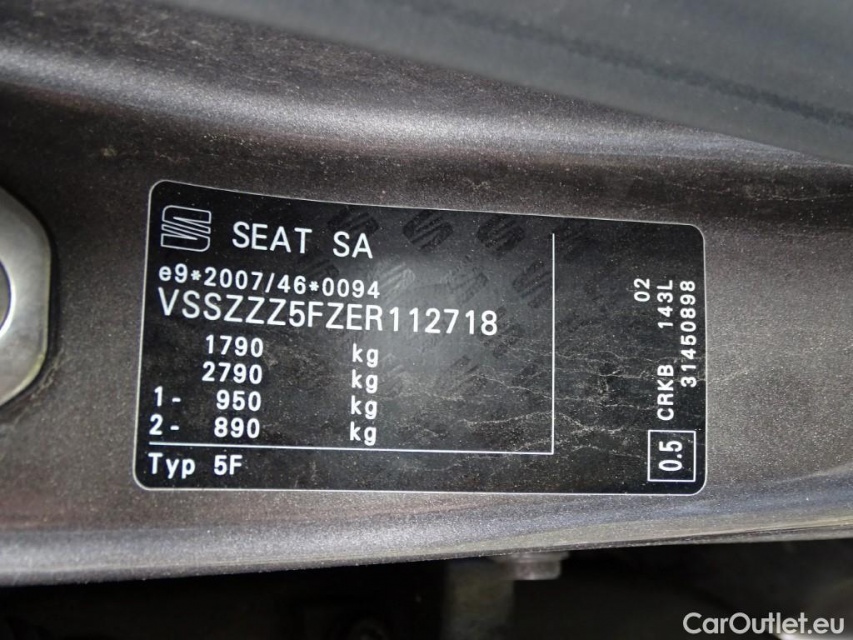 SEAT SA
e9*2007/46*0094
VSSZZZ5FZER112718
1790 kg
2790 kg
1- 950 kg
2- 890 kg
Typ 5F
02
CRKB 143L
31450898
0.5
CarOutlet.eu